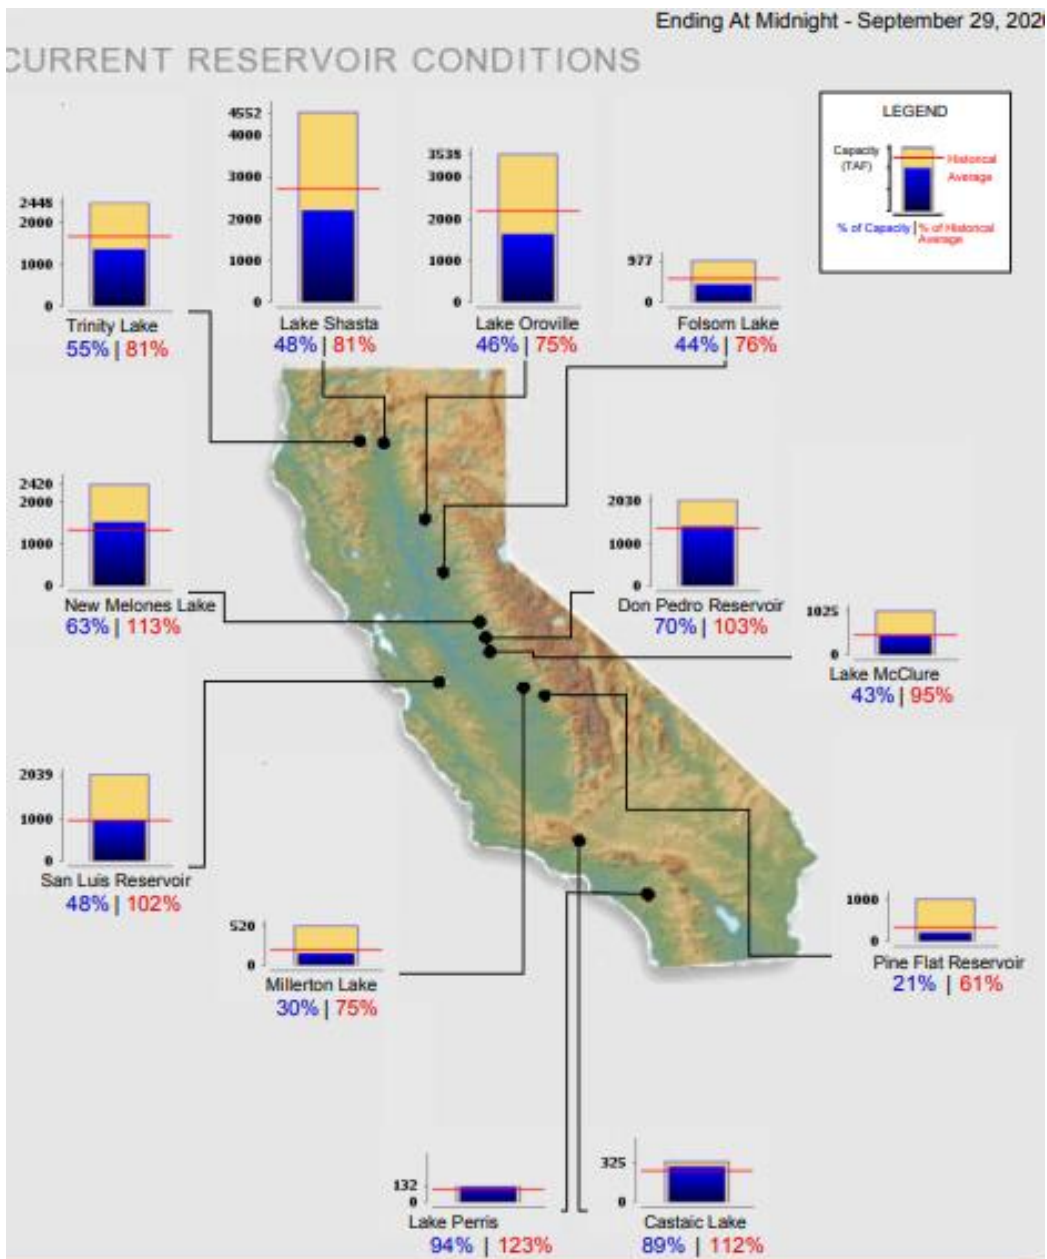 Ending At Midnight - September 29, 202
CURRENT RESERVOIR CONDITIONS
LEGEND
Capacity
(TAF)
Historical
Average
% of Capacity | % of Historical
Average
2448
2000
1000
0
Trinity Lake
55% | 81%
4552
4000
3000
2000
1000
0
Lake Shasta
48% | 81%
3538
3000
2000
1000
0
Lake Oroville
46% | 75%
977
0
Folsom Lake
44% | 76%
2420
2000
1000
0
New Melones Lake
63% | 113%
2030
1000
0
Don Pedro Reservoir
70% | 103%
1025
0
Lake McClure
43% | 95%
2039
1000
0
San Luis Reservoir
48% | 102%
520
0
Millerton Lake
30% | 75%
1000
0
Pine Flat Reservoir
21% | 61%
132
0
Lake Perris
94% | 123%
325
0
Castaic Lake
89% | 112%